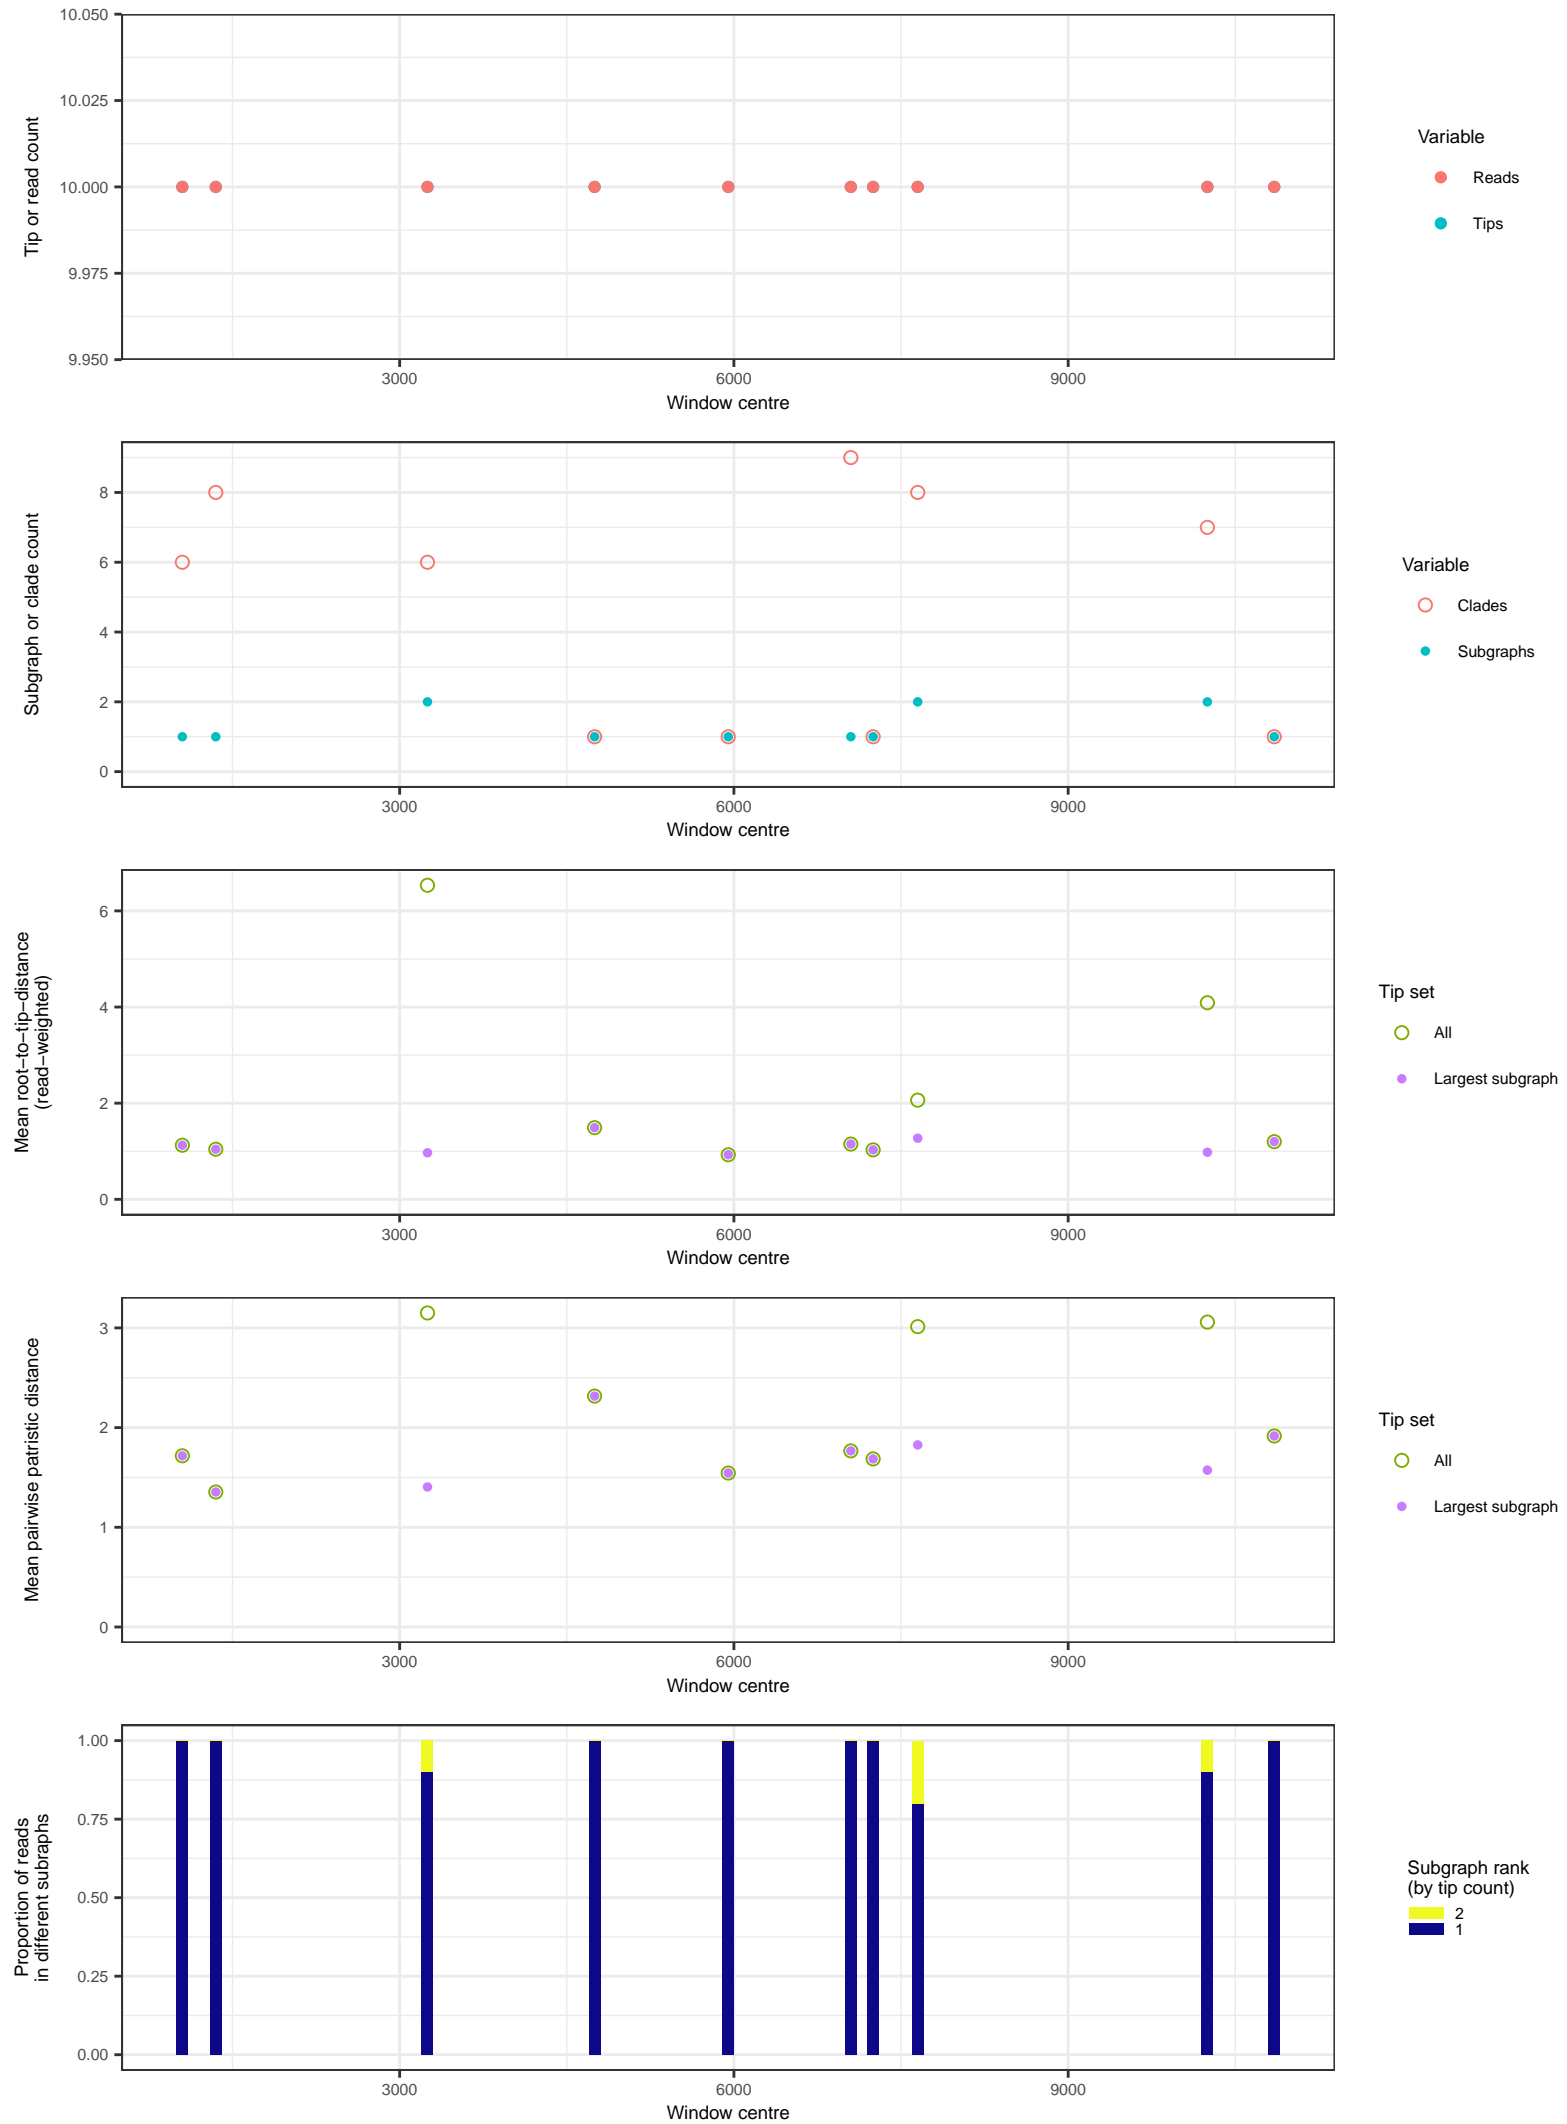 10.050
10.025
10.000
9.975
9.950
Tip or read count
3000
6000
9000
Window centre
Variable
Reads
Tips
8
6
4
2
0
Subgraph or clade count
3000
6000
9000
Window centre
Variable
Clades
Subgraphs
6
4
2
0
Mean root−to−tip−distance
(read−weighted)
3000
6000
9000
Window centre
Tip set
All
Largest subgraph
3
2
1
0
Mean pairwise patristic distance
3000
6000
9000
Window centre
Tip set
All
Largest subgraph
1.00
0.75
0.50
0.25
0.00
Proportion of reads
in different subraphs
3000
6000
9000
Window centre
Subgraph rank
(by tip count)
2
1